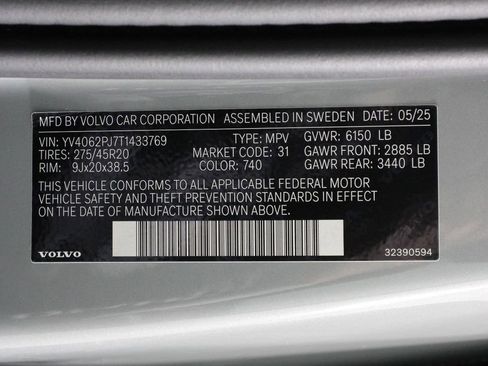 MFD BY VOLVO CAR CORPORATION ASSEMBLED IN SWEDEN DATE: 05/25
VIN: YV4062PJ7T1433769 TYPE: MPV GVWR: 6150 LB
TIRES: 275/45R20 MARKET CODE: 31 GAWR FRONT: 2885 LB
RIM: 9Jx20x38.5 COLOR: 740 GAWR REAR: 3440 LB
THIS VEHICLE CONFORMS TO ALL APPLICABLE FEDERAL MOTOR
VEHICLE SAFETY AND THEFT PREVENTION STANDARDS IN EFFECT
ON THE DATE OF MANUFACTURE SHOWN ABOVE.
VOLVO 32390594